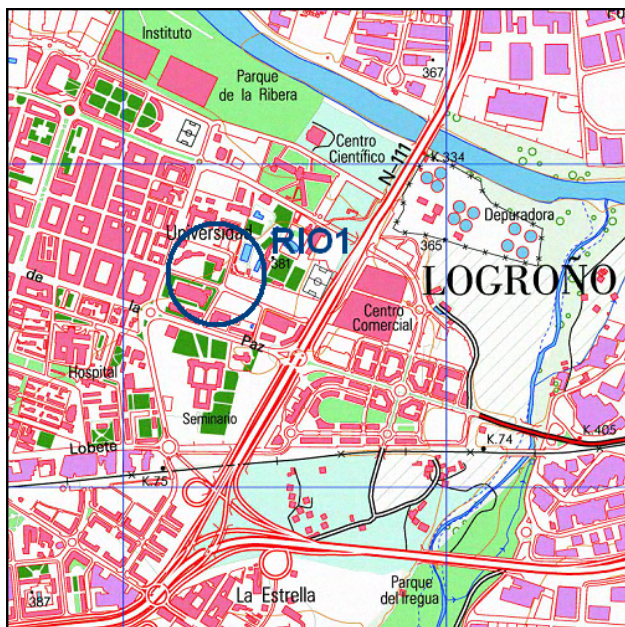 Instituto
Parque
de la Ribera
367
Centro
Científico
N-111
K.334
Universidad
RIO1
381
365
Depuradora
LOGROÑO
de
la
Paz
Centro
Comercial
Hospital
Seminario
Lobete
K.75
K.74
K.405
387
La Estrella
Parque
del Iregua